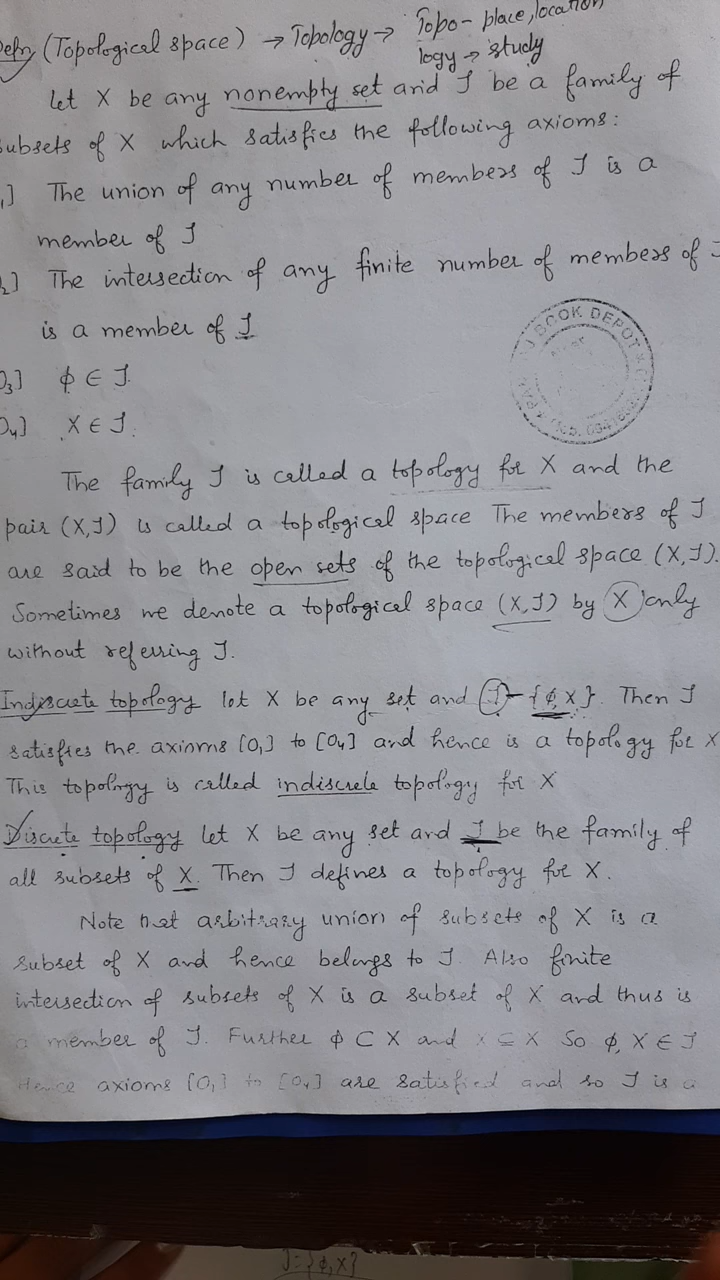 Defn (Topological space) → Topology → Topo - place, location
logy → study
let X be any nonempty set and J be a family of
subsets of X which satisfies the following axioms:
1] The union of any number of members of J is a
member of J
2] The intersection of any finite number of members of J
is a member of J
O3] ϕ ∈ J
O4] X ∈ J.
BOOK DEPOT
The family J is called a topology for X and the
pair (X,J) is called a topological space The members of J
are said to be the open sets of the topological space (X,J).
Sometimes we denote a topological space (X,J) by X only
without referring J.
Indiscrete topology let X be any set and J = {ϕ, X}. Then J
satisfies the axioms [O1] to [O4] and hence is a topology for X
This topology is called indiscrete topology for X
Discrete topology let X be any set and J be the family of
all subsets of X. Then J defines a topology for X.
Note that arbitrary union of subsets of X is a
subset of X and hence belongs to J. Also finite
intersection of subsets of X is a subset of X and thus is
a member of J. Further ϕ ⊂ X and X ⊆ X So ϕ, X ∈ J
Hence axioms [O1] to [O4] are satisfied and so J is a
J = {ϕ, X}